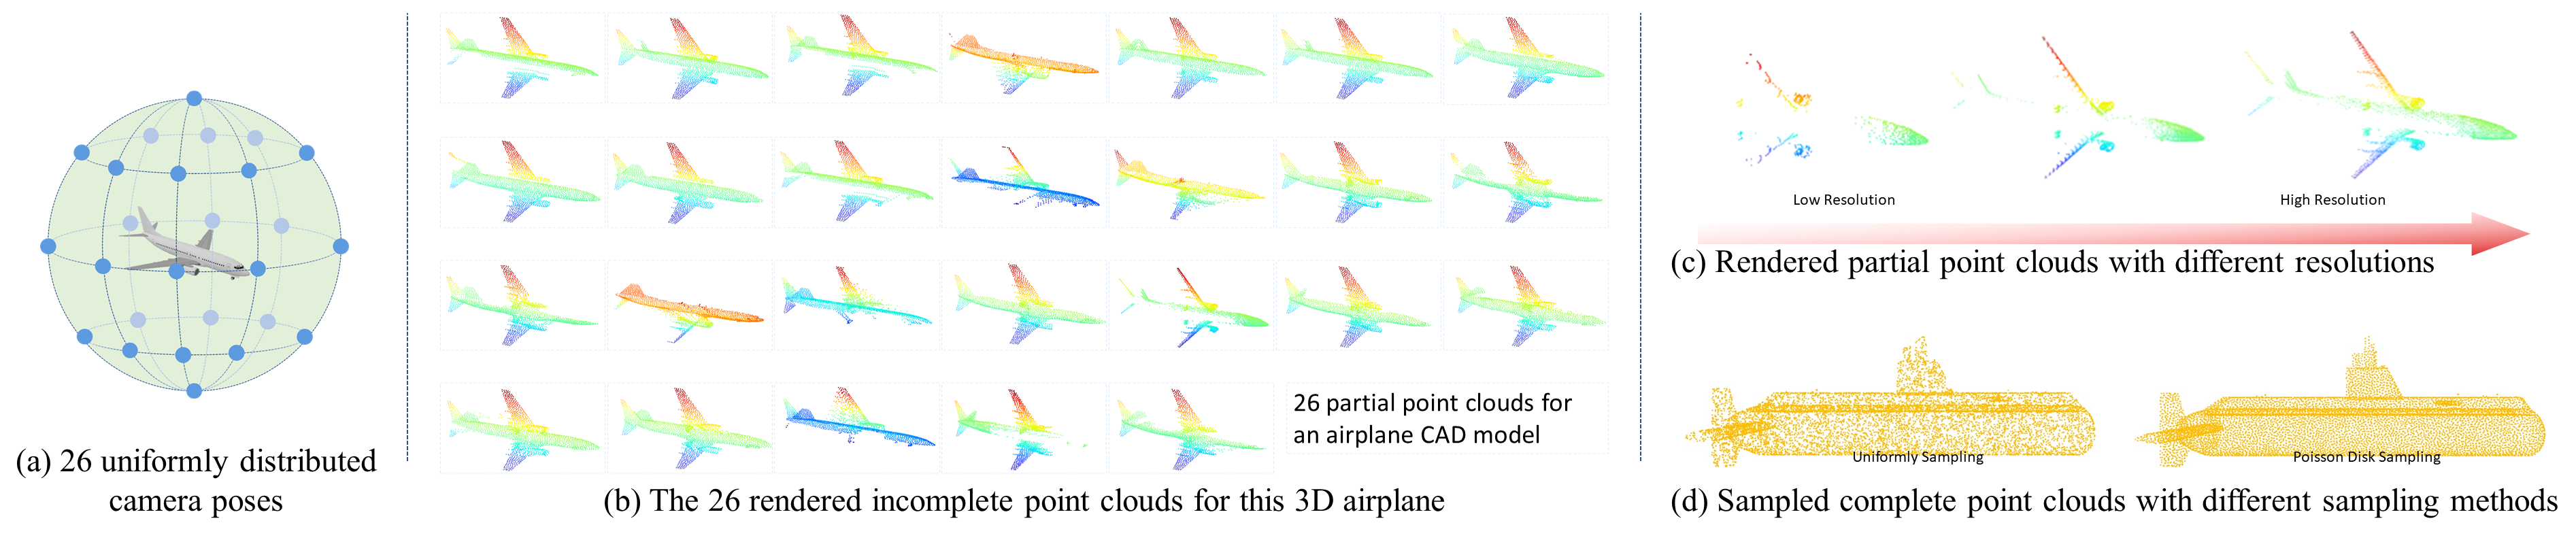 (a) 26 uniformly distributed
camera poses
26 partial point clouds for
an airplane CAD model
(b) The 26 rendered incomplete point clouds for this 3D airplane
Low Resolution
High Resolution
(c) Rendered partial point clouds with different resolutions
Uniformly Sampling
Poisson Disk Sampling
(d) Sampled complete point clouds with different sampling methods